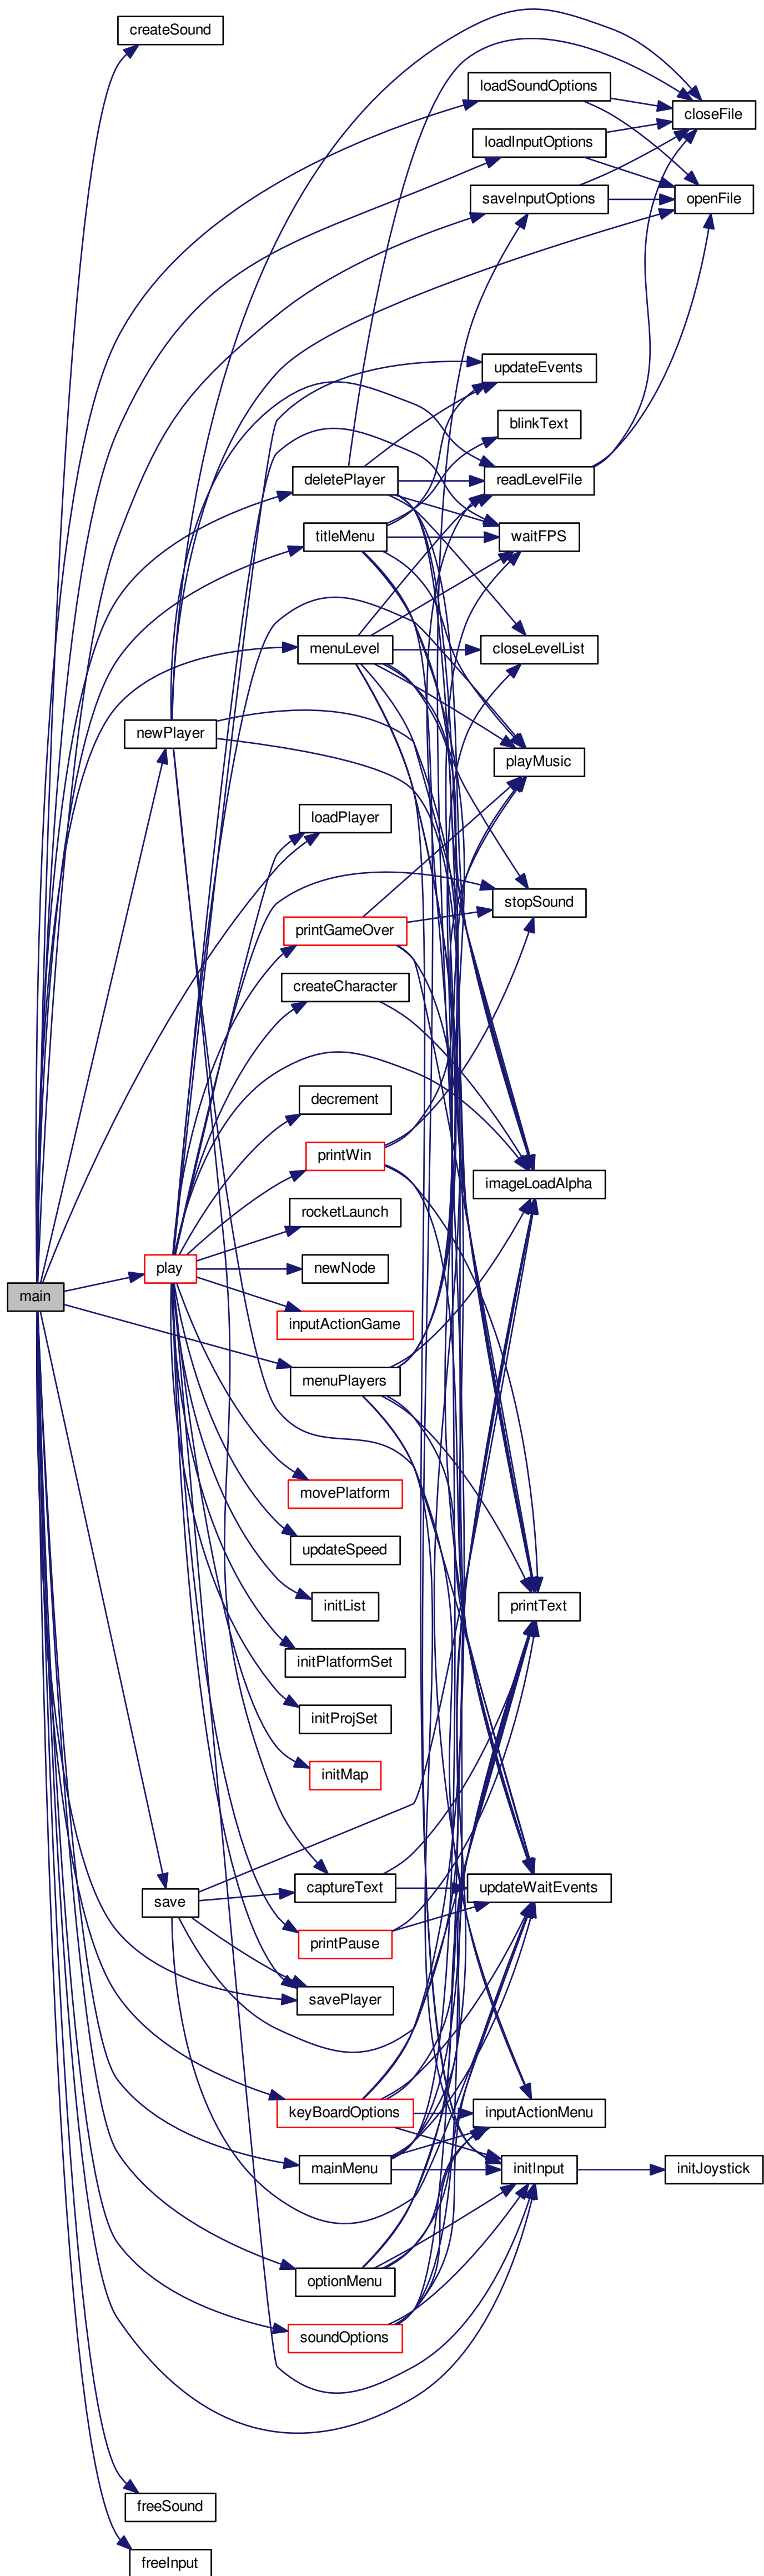 createSound
loadSoundOptions
closeFile
loadInputOptions
saveInputOptions
openFile
updateEvents
blinkText
deletePlayer
readLevelFile
titleMenu
waitFPS
menuLevel
closeLevelList
newPlayer
playMusic
loadPlayer
stopSound
printGameOver
createCharacter
decrement
printWin
imageLoadAlpha
rocketLaunch
play
newNode
main
inputActionGame
menuPlayers
movePlatform
updateSpeed
initList
printText
initPlatformSet
initProjSet
initMap
captureText
updateWaitEvents
save
printPause
savePlayer
keyBoardOptions
inputActionMenu
mainMenu
initInput
initJoystick
optionMenu
soundOptions
freeSound
freeInput